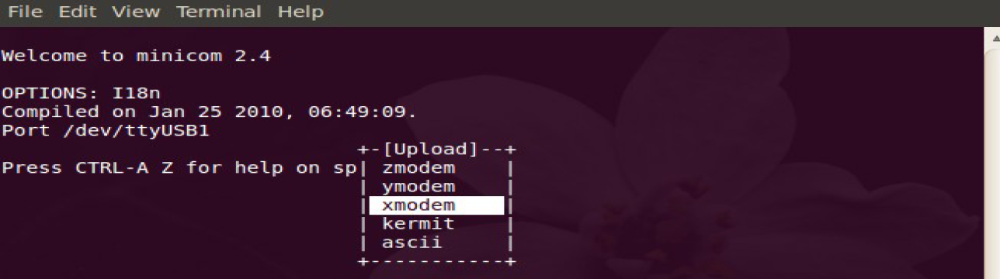 File Edit View Terminal Help
Welcome to minicom 2.4
OPTIONS: I18n
Compiled on Jan 25 2010, 06:49:09.
Port /dev/ttyUSB1
+-[Upload]--+
Press CTRL-A Z for help on sp| zmodem |
| ymodem |
| xmodem |
| kermit |
| ascii |
+-----------+